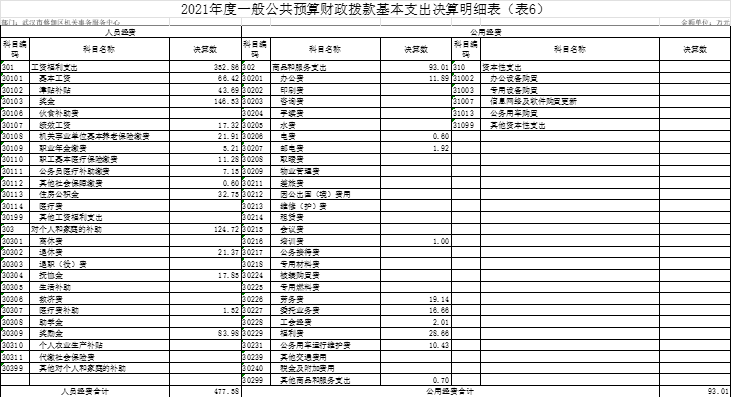 2021年度一般公共预算财政拨款基本支出决算明细表（表6）
部门：武汉市 区机关事务服务中心 金额单位：万元
人员经费 公用经费
科目编码 科目名称 决算数 科目编码 科目名称 决算数 科目编码 科目名称 决算数
301 工资福利支出 352.86 302 商品和服务支出 93.01 310 资本性支出
30101 基本工资 66.42 30201 办公费 11.89 31002 办公设备购置
30102 津贴补贴 43.69 30202 印刷费 31003 专用设备购置
30103 奖金 146.53 30203 咨询费 31007 信息网络及软件购置更新
30106 伙食补助费 30204 手续费 31013 公务用车购置
30107 绩效工资 17.32 30205 水费 31099 其他资本性支出
30108 机关事业单位基本养老保险缴费 21.91 30206 电费 0.60
30109 职业年金缴费 5.21 30207 邮电费 1.92
30110 职工基本医疗保险缴费 11.28 30208 取暖费
30111 公务员医疗补助缴费 7.15 30209 物业管理费
30112 其他社会保障缴费 0.60 30211 差旅费
30113 住房公积金 32.75 30212 因公出国（境）费用
30114 医疗费 30213 维修（护）费
30199 其他工资福利支出 30214 租赁费
303 对个人和家庭的补助 124.72 30215 会议费
30301 离休费 30216 培训费 1.00
30302 退休费 21.37 30217 公务接待费
30303 退职（役）费 30218 专用材料费
30304 抚恤金 17.85 30224 被装购置费
30305 生活补助 30225 专用燃料费
30306 救济费 30226 劳务费 19.14
30307 医疗费补助 1.52 30227 委托业务费 16.66
30308 助学金 30228 工会经费 2.01
30309 奖励金 83.98 30229 福利费 28.66
30310 个人农业生产补贴 30231 公务用车运行维护费 10.43
30311 代缴社会保险费 30239 其他交通费用
30399 其他对个人和家庭的补助 30240 税金及附加费用
30299 其他商品和服务支出 0.70
人员经费合计 477.58 公用经费合计 93.01